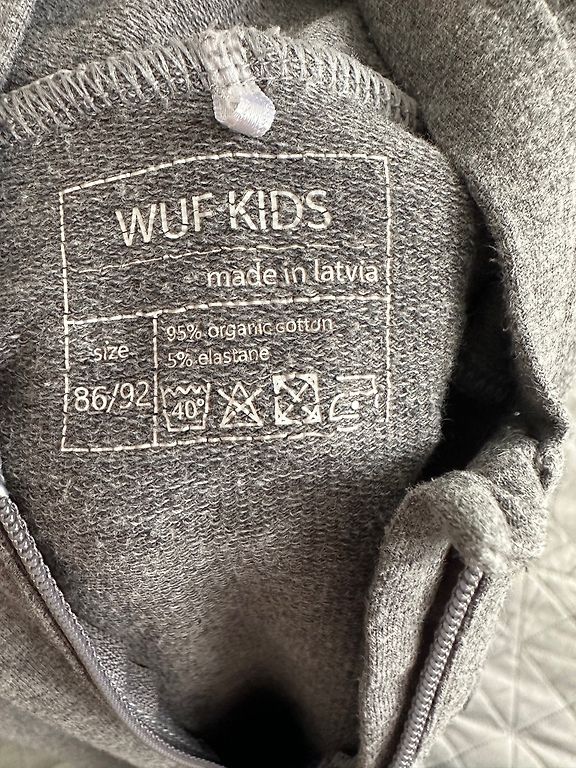 WUF KIDS
made in latvia
size
86/92
95% organic cotton
5% elastane
40°